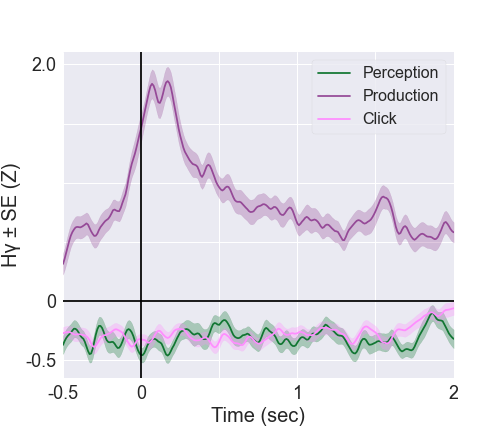 2.0
Perception
Production
Click
Hγ ± SE (Z)
0
-0.5
-0.5 0 1 2
Time (sec)